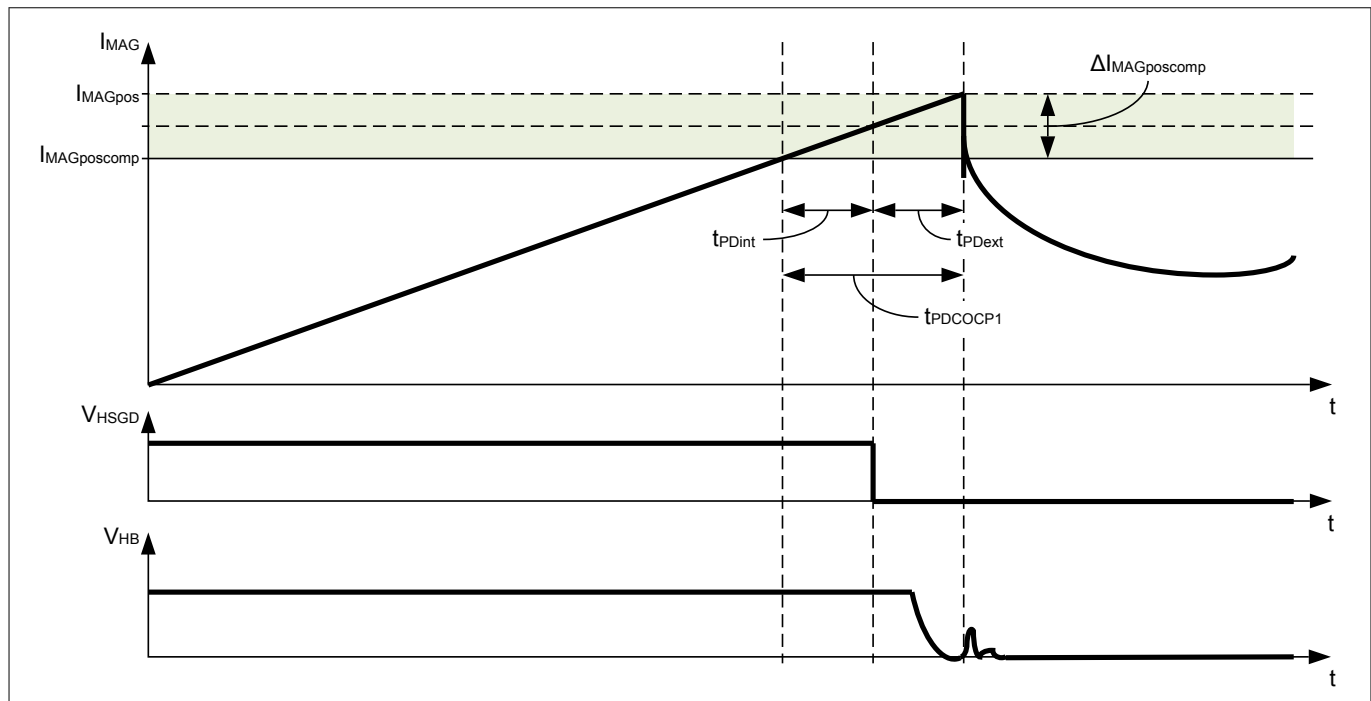 IMAG
ΔIMAGposcomp
IMAGpos
IMAGposcomp
tPDint
tPDext
tPDCOCP1
t
VHSGD
t
VHB
t